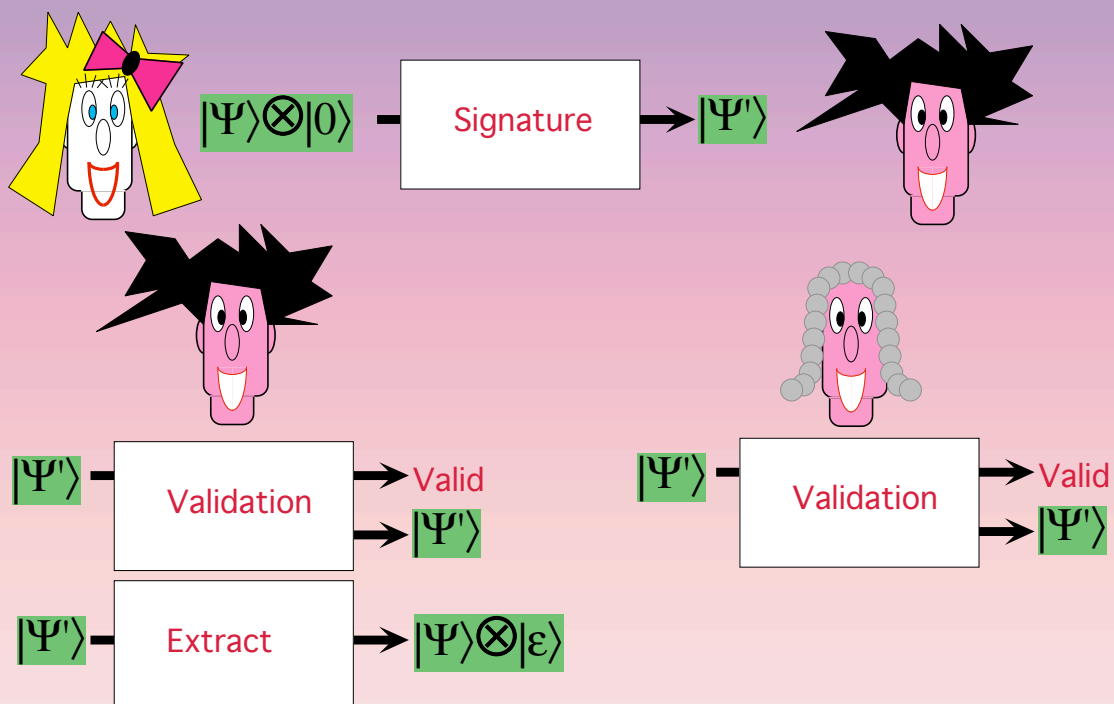 |Ψ⟩⊗|0⟩ Signature |Ψ'⟩
|Ψ'⟩ Validation Valid
|Ψ'⟩
|Ψ'⟩ Validation Valid
|Ψ'⟩
|Ψ'⟩ Extract |Ψ⟩⊗|ε⟩